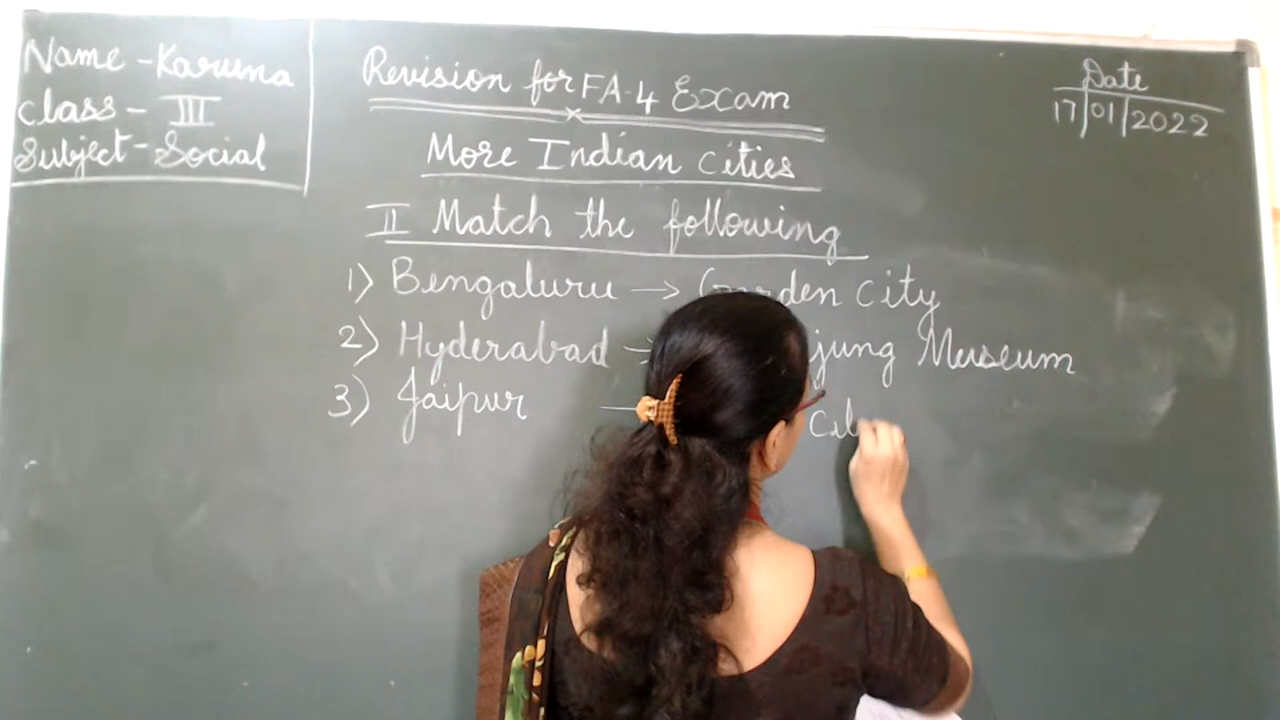 Name - Karuna
Class - III
Subject - Social
Revision for FA-4 Exam
Date
17/01/2022
More Indian cities
II Match the following
1) Bengaluru → Garden city
2) Hyderabad → jung Museum
3) Jaipur